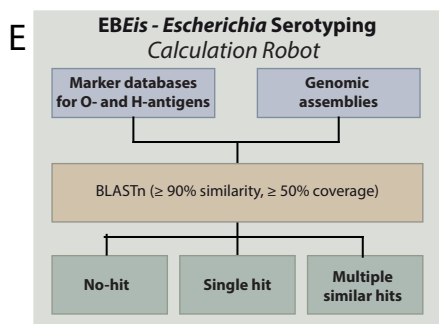 E
EBEis - Escherichia Serotyping
Calculation Robot
Marker databases
for O- and H-antigens
Genomic
assemblies
BLASTn (≥ 90% similarity, ≥ 50% coverage)
No-hit
Single hit
Multiple
similar hits